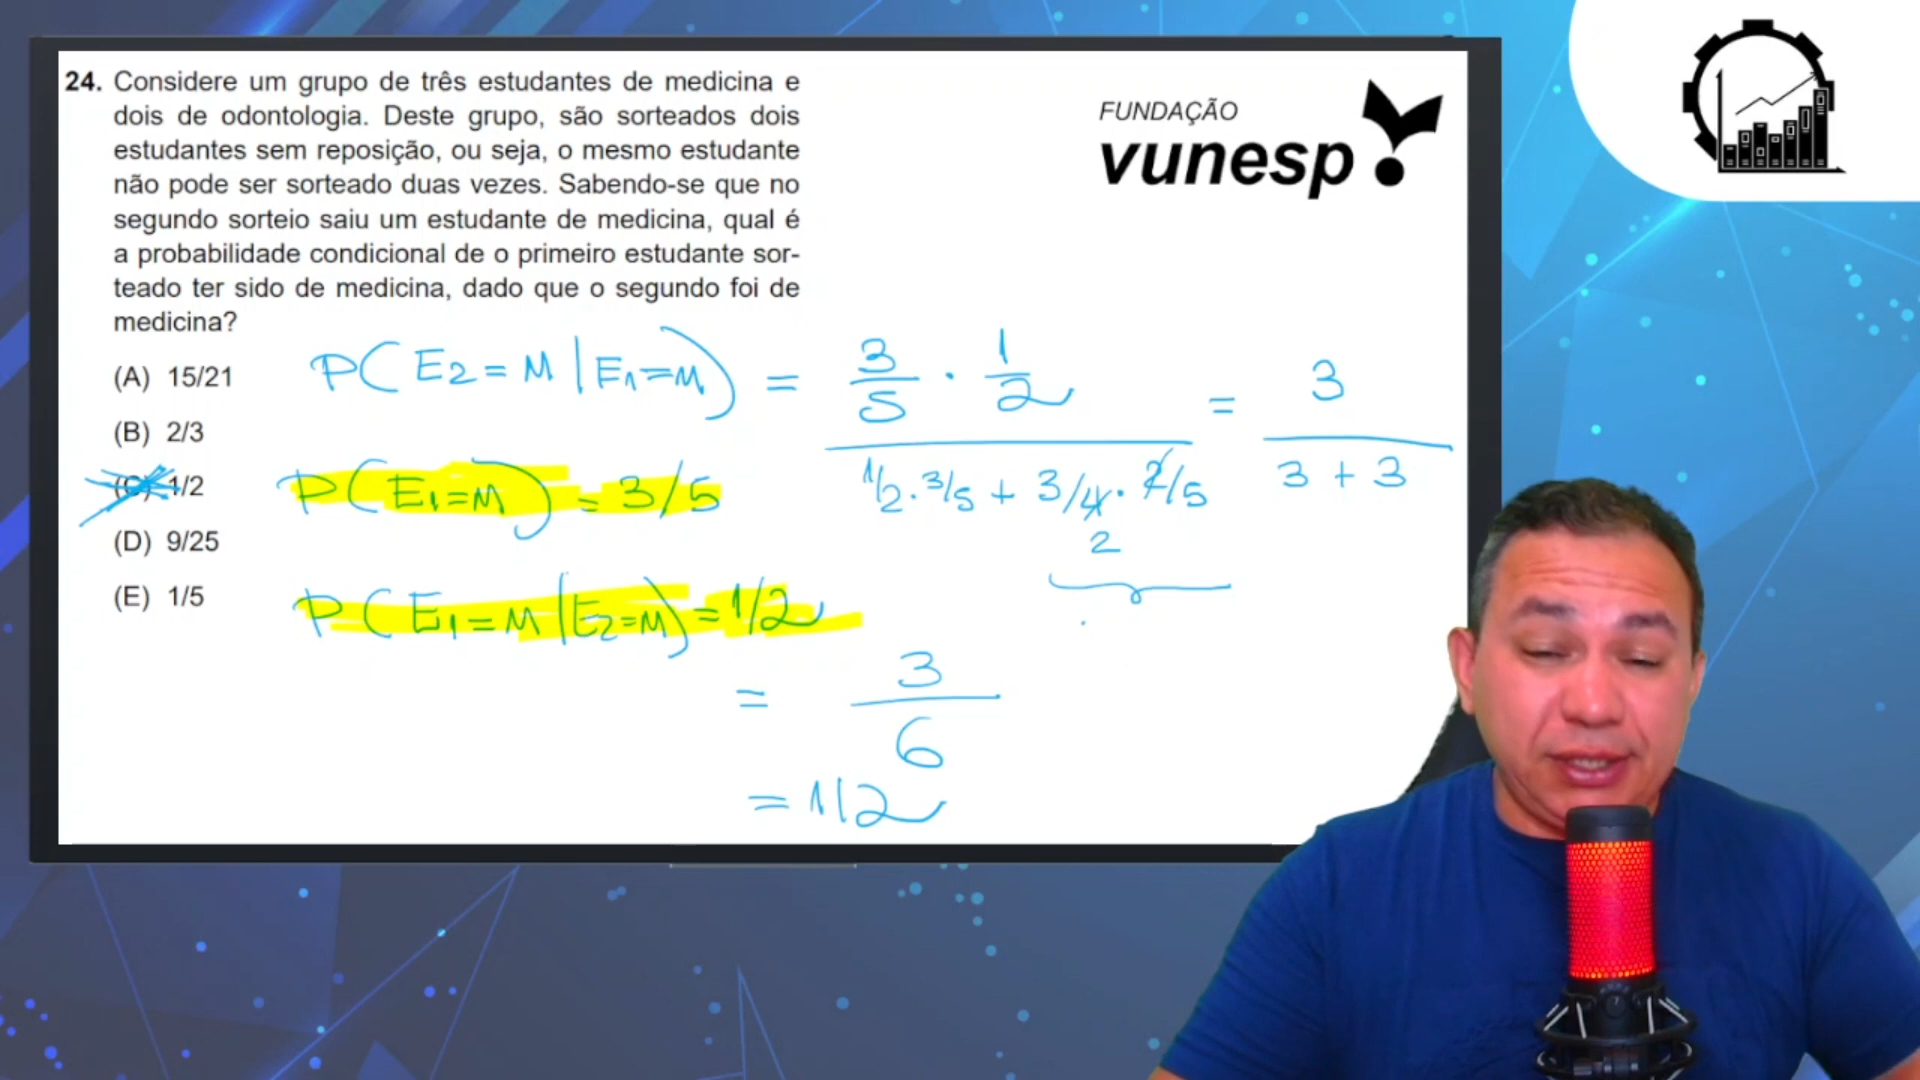 24. Considere um grupo de três estudantes de medicina e
dois de odontologia. Deste grupo, são sorteados dois
estudantes sem reposição, ou seja, o mesmo estudante
não pode ser sorteado duas vezes. Sabendo-se que no
segundo sorteio saiu um estudante de medicina, qual é
a probabilidade condicional de o primeiro estudante sor-
teado ter sido de medicina, dado que o segundo foi de
medicina?
FUNDAÇÃO
vunesp
(A) 15/21
(B) 2/3
(C) 1/2
(D) 9/25
(E) 1/5
P(E2=M|E1=M) = 3/5 · 1/2
1/2 · 3/5 + 3/4 · 2/5
2
= 3
3 + 3
P(E1=M) = 3/5
P(E1=M|E2=M) = 1/2
= 3
6
= 1/2